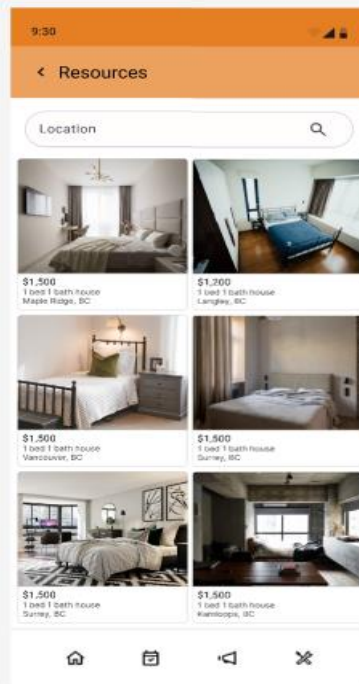 9:30
Resources
Location
$1,500
1 bed 1 bath house
Maple Ridge, BC
$1,200
1 bed 1 bath house
Langley, BC
$1,500
1 bed 1 bath house
Vancouver, BC
$1,500
1 bed 1 bath house
Surrey, BC
$1,500
1 bed 1 bath house
Surrey, BC
$1,500
1 bed 1 bath house
Kamloops, BC